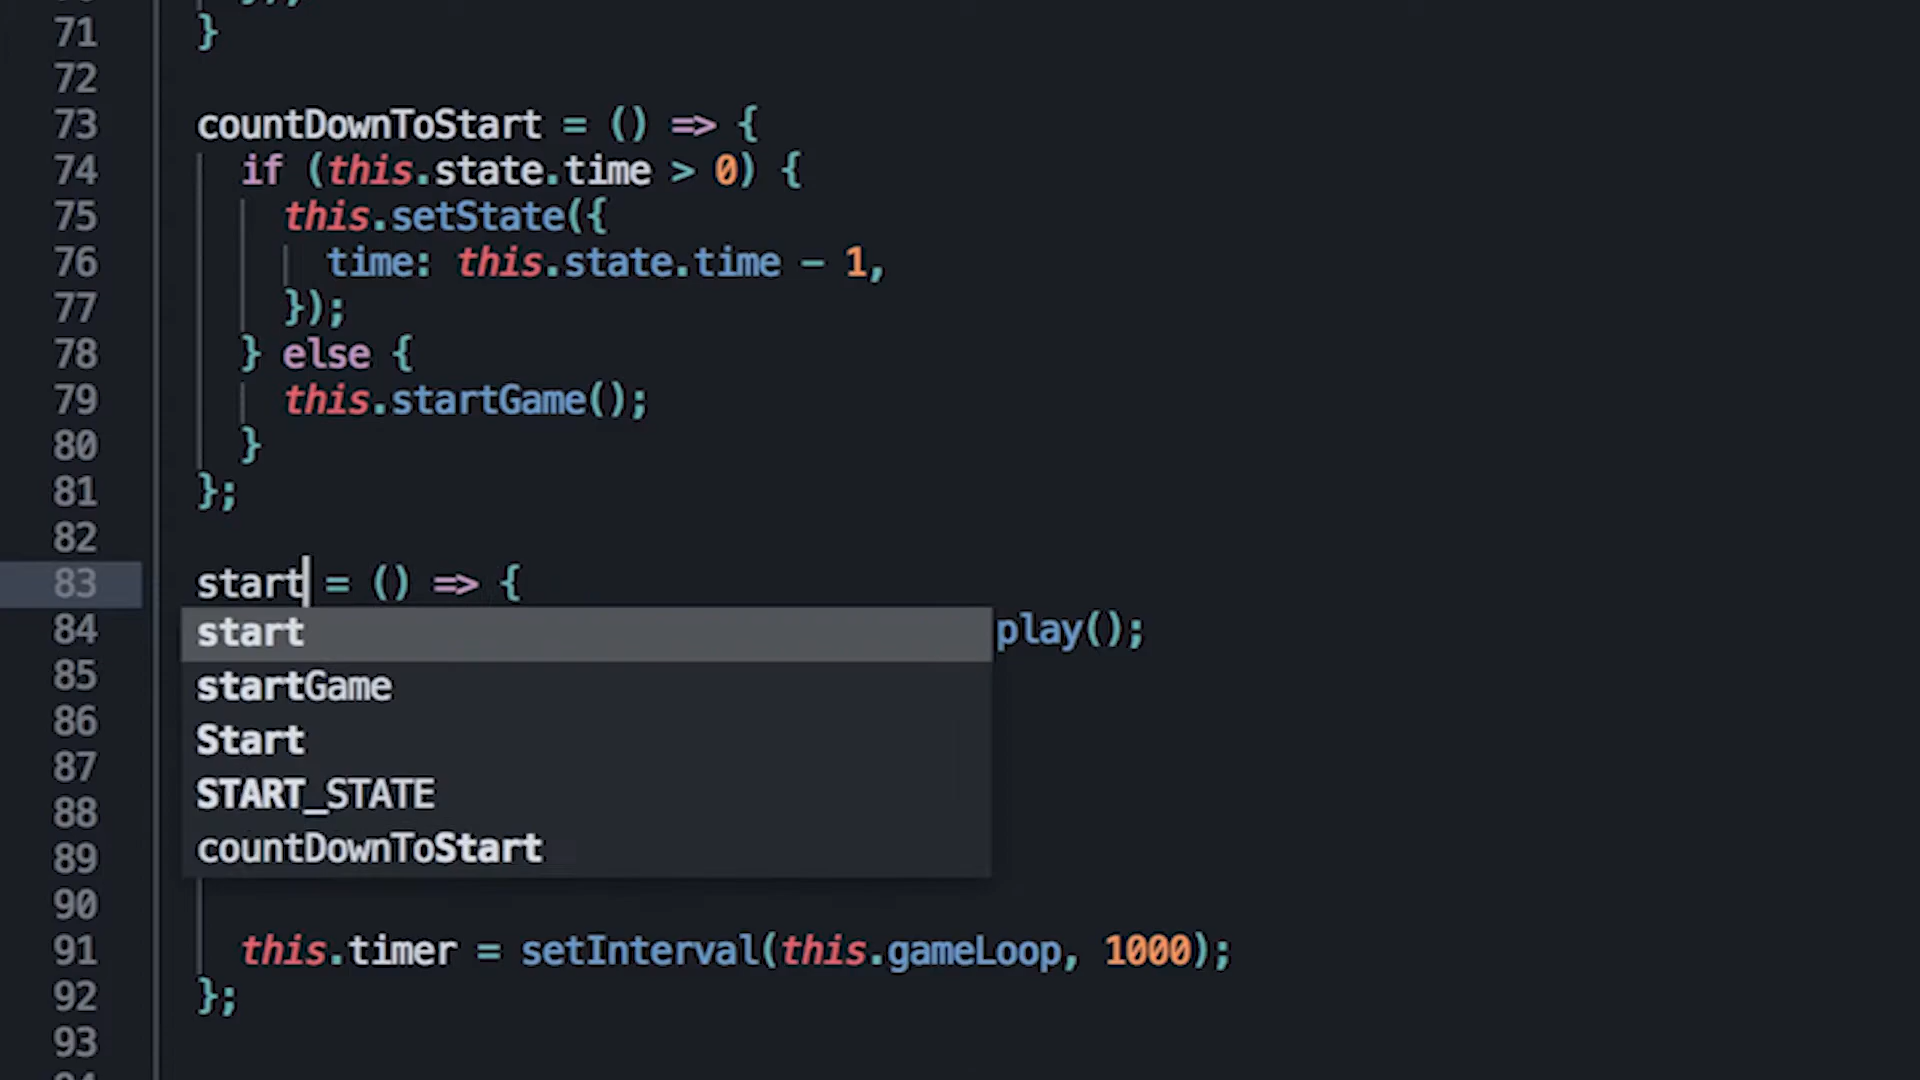 71 }
72
73 countDownToStart = () => {
74 if (this.state.time > 0) {
75 this.setState({
76 time: this.state.time - 1,
77 });
78 } else {
79 this.startGame();
80 }
81 };
82
83 start = () => {
start
84 play();
85
startGame
86
Start
87
START_STATE
88
89
countDownToStart
90
91 this.timer = setInterval(this.gameLoop, 1000);
92 };
93